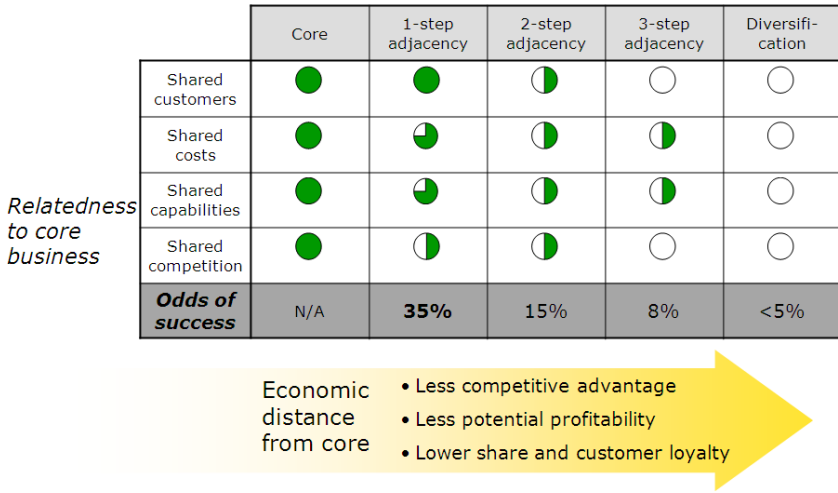 Core
1-step
adjacency
2-step
adjacency
3-step
adjacency
Diversifi-
cation
Relatedness
to core
business
Shared
customers
Shared
costs
Shared
capabilities
Shared
competition
Odds of
success
N/A
35%
15%
8%
<5%
Economic
distance
from core
• Less competitive advantage
• Less potential profitability
• Lower share and customer loyalty